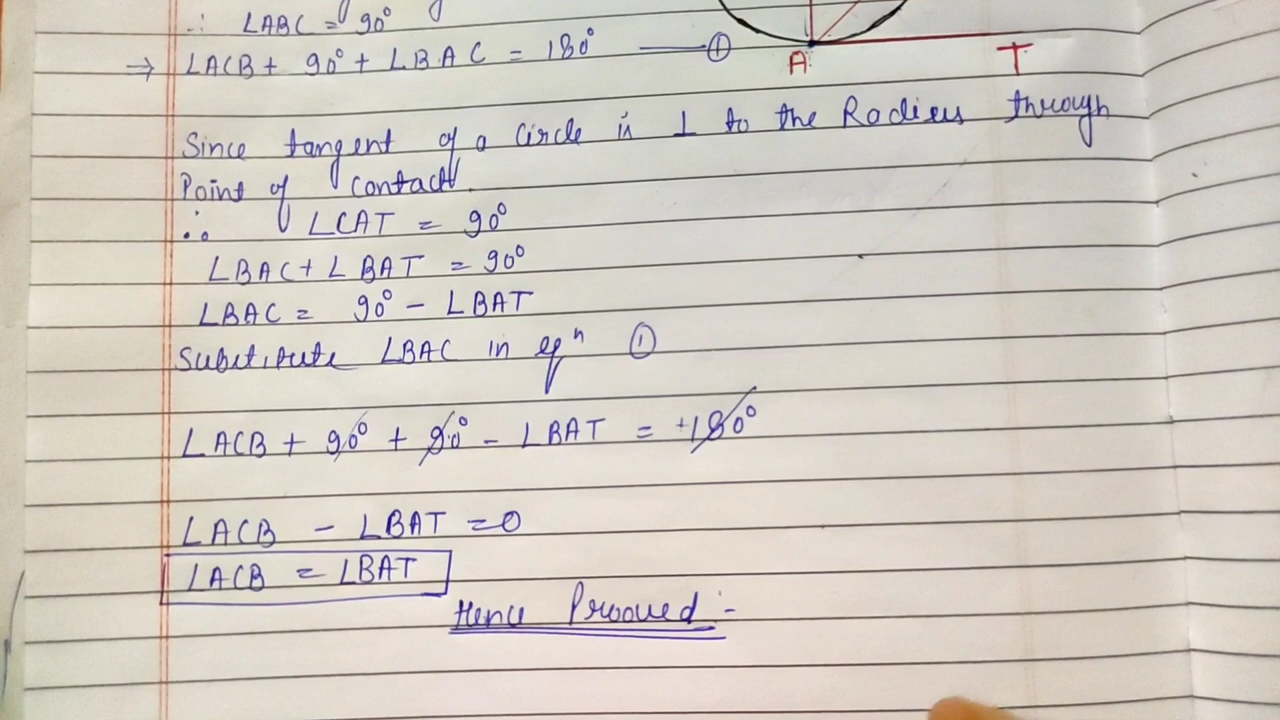 ∴ ∠ABC = 90°
⇒ ∠ACB + 90° + ∠BAC = 180° —— ①
A
T
Since tangent of a Circle is ⊥ to the Radius through
Point of contact.
∴ ∠CAT = 90°
∠BAC + ∠BAT = 90°
∠BAC = 90° - ∠BAT
Substitute ∠BAC in eqⁿ ①
∠ACB + 90° + 90° - ∠BAT = +180°
∠ACB - ∠BAT = 0
∠ACB = ∠BAT
Hence Prooved :-